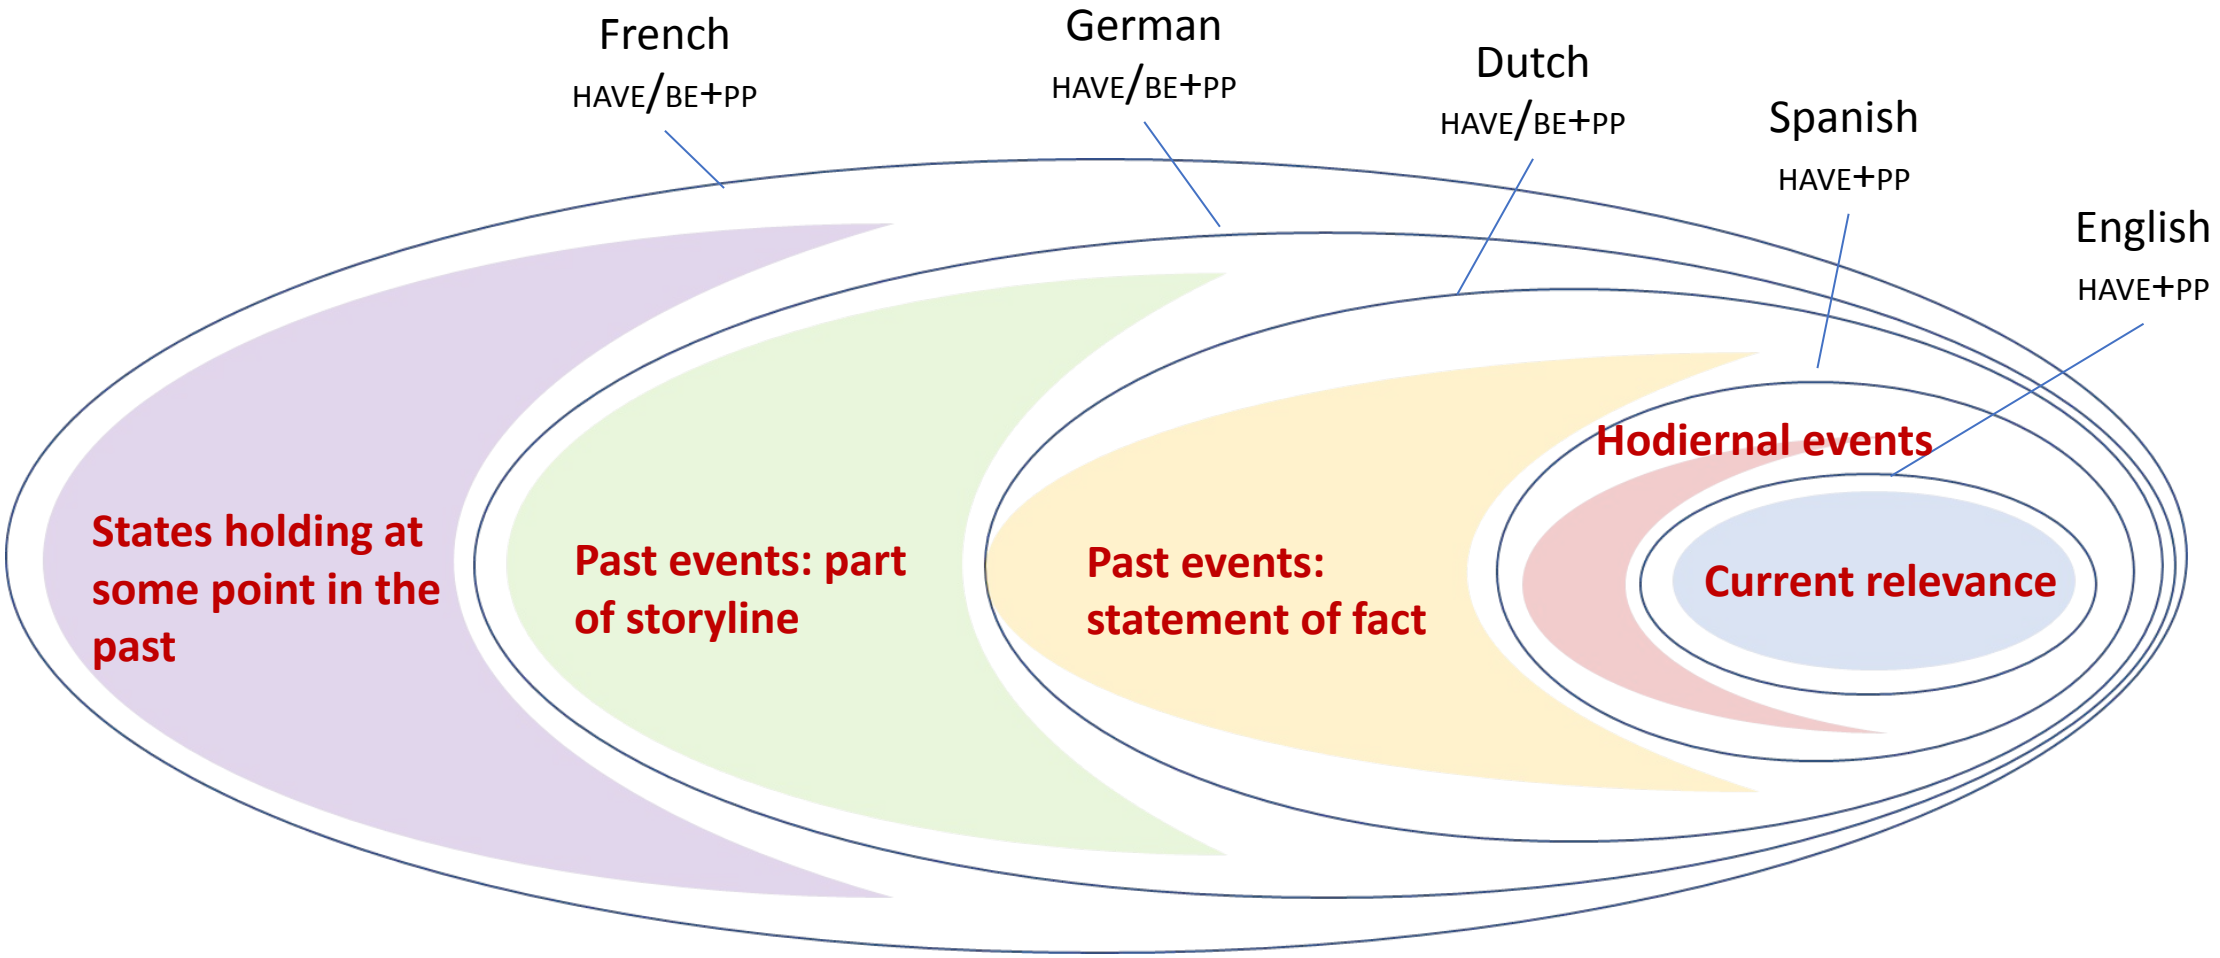 French
HAVE/BE+PP
German
HAVE/BE+PP
Dutch
HAVE/BE+PP
Spanish
HAVE+PP
English
HAVE+PP
Hodiernal events
States holding at
some point in the
past
Past events: part
of storyline
Past events:
statement of fact
Current relevance